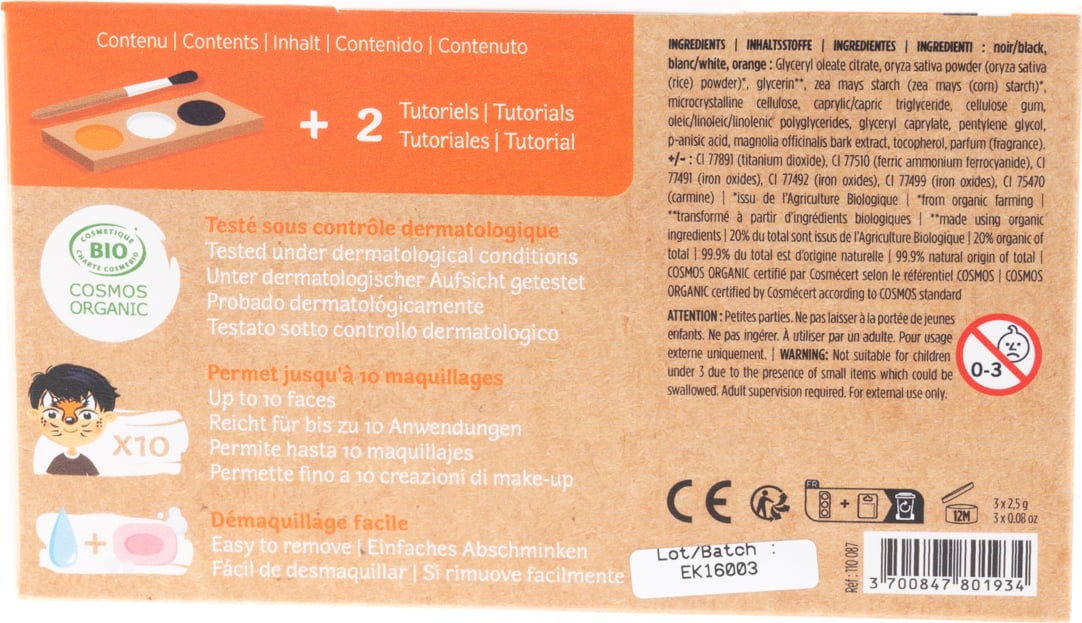 Contenu | Contents | Inhalt | Contenido | Contenuto
+ 2 Tutoriels | Tutorials
Tutoriales | Tutorial
COSMETIQUE
BIO
CHARTE COSMEBIO
COSMOS
ORGANIC
Testé sous contrôle dermatologique
Tested under dermatological conditions
Unter dermatologischer Aufsicht getestet
Probado dermatológicamente
Testato sotto controllo dermatologico
Permet jusqu'à 10 maquillages
Up to 10 faces
Reicht für bis zu 10 Anwendungen
Permite hasta 10 maquillajes
Permette fino a 10 creazioni di make-up
X10
Démaquillage facile
Easy to remove | Einfaches Abschminken
Fácil de desmaquillar | Si rimuove facilmente
+
INGREDIENTS | INHALTSSTOFFE | INGREDIENTES | INGREDIENTI : noir/black,
blanc/white, orange : Glyceryl oleate citrate, oryza sativa powder (oryza sativa
(rice) powder)*, glycerin**, zea mays starch (zea mays (corn) starch)*,
microcrystalline cellulose, caprylic/capric triglyceride, cellulose gum,
oleic/linoleic/linolenic polyglycerides, glyceryl caprylate, pentylene glycol,
p-anisic acid, magnolia officinalis bark extract, tocopherol, parfum (fragrance).
+/- : CI 77891 (titanium dioxide), CI 77510 (ferric ammonium ferrocyanide), CI
77491 (iron oxides), CI 77492 (iron oxides), CI 77499 (iron oxides), CI 75470
(carmine) | *issu de l'Agriculture Biologique | *from organic farming |
**transformé à partir d'ingrédients biologiques | **made using organic
ingredients | 20% du total sont issus de l'Agriculture Biologique | 20% organic of
total | 99.9% du total est d'origine naturelle | 99.9% natural origin of total |
COSMOS ORGANIC certifié par Cosmécert selon le référentiel COSMOS | COSMOS
ORGANIC certified by Cosmécert according to COSMOS standard
ATTENTION : Petites parties. Ne pas laisser à la portée de jeunes
enfants. Ne pas ingérer. À utiliser par un adulte. Pour usage
externe uniquement. | WARNING: Not suitable for children
under 3 due to the presence of small items which could be
swallowed. Adult supervision required. For external use only.
0-3
CE
FR
+
12M
3 x 2,5 g
3 x 0.08 oz
Lot/Batch :
EK16003
Réf : 110 087
3 700847 801934